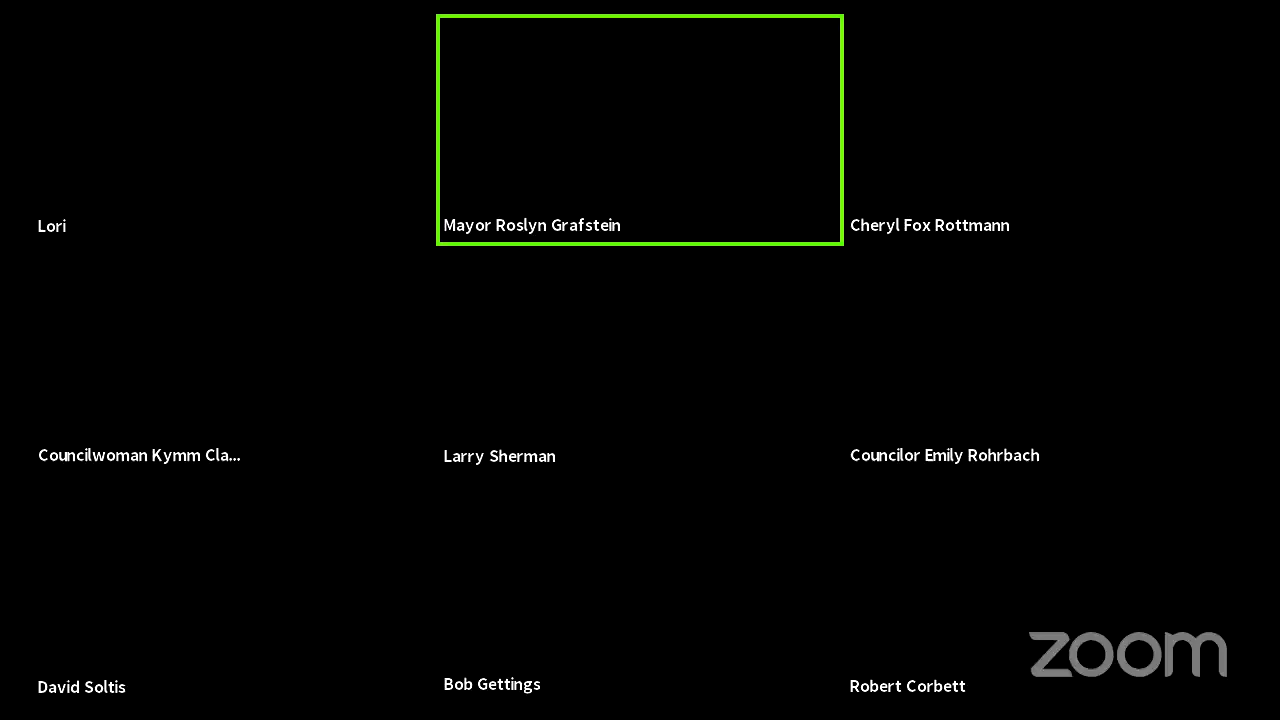 Lori
Mayor Roslyn Grafstein
Cheryl Fox Rottmann
Councilwoman Kymm Cla...
Larry Sherman
Councilor Emily Rohrbach
David Soltis
Bob Gettings
Robert Corbett
zoom